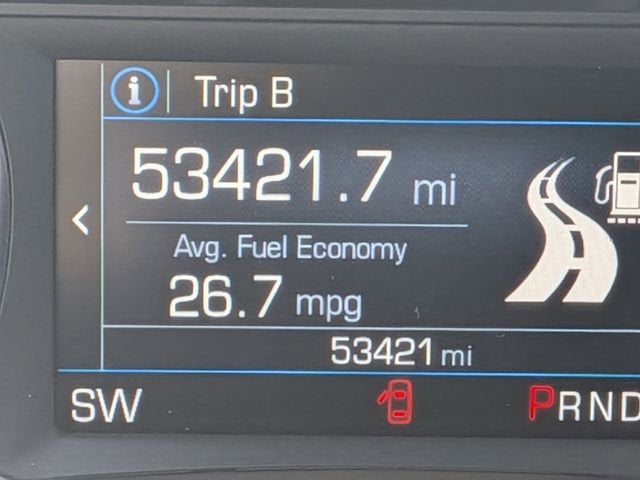 i Trip B
53421.7 mi
Avg. Fuel Economy
26.7 mpg
53421 mi
SW PRND